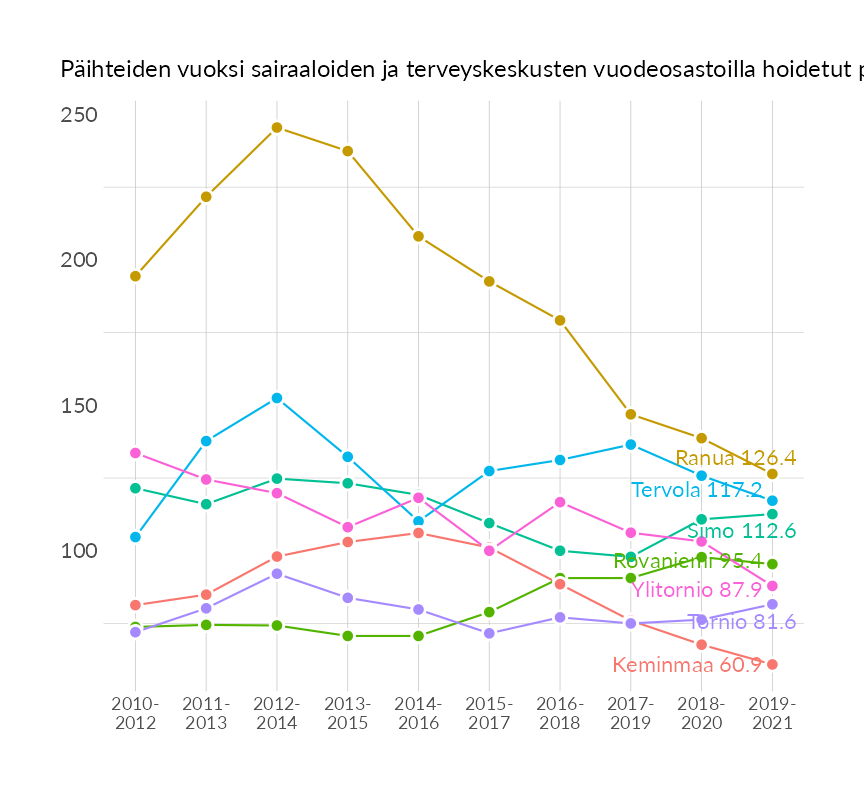 Päihteiden vuoksi sairaaloiden ja terveyskeskusten vuodeosastoilla hoidetut
250
200
150
100
Ranua 126.4
Tervola 117.2
Simo 112.6
Rovaniemi 95.4
Ylitornio 87.9
Tornio 81.6
Keminmaa 60.9
2010- 2011- 2012- 2013- 2014- 2015- 2016- 2017- 2018- 2019-
2012 2013 2014 2015 2016 2017 2018 2019 2020 2021